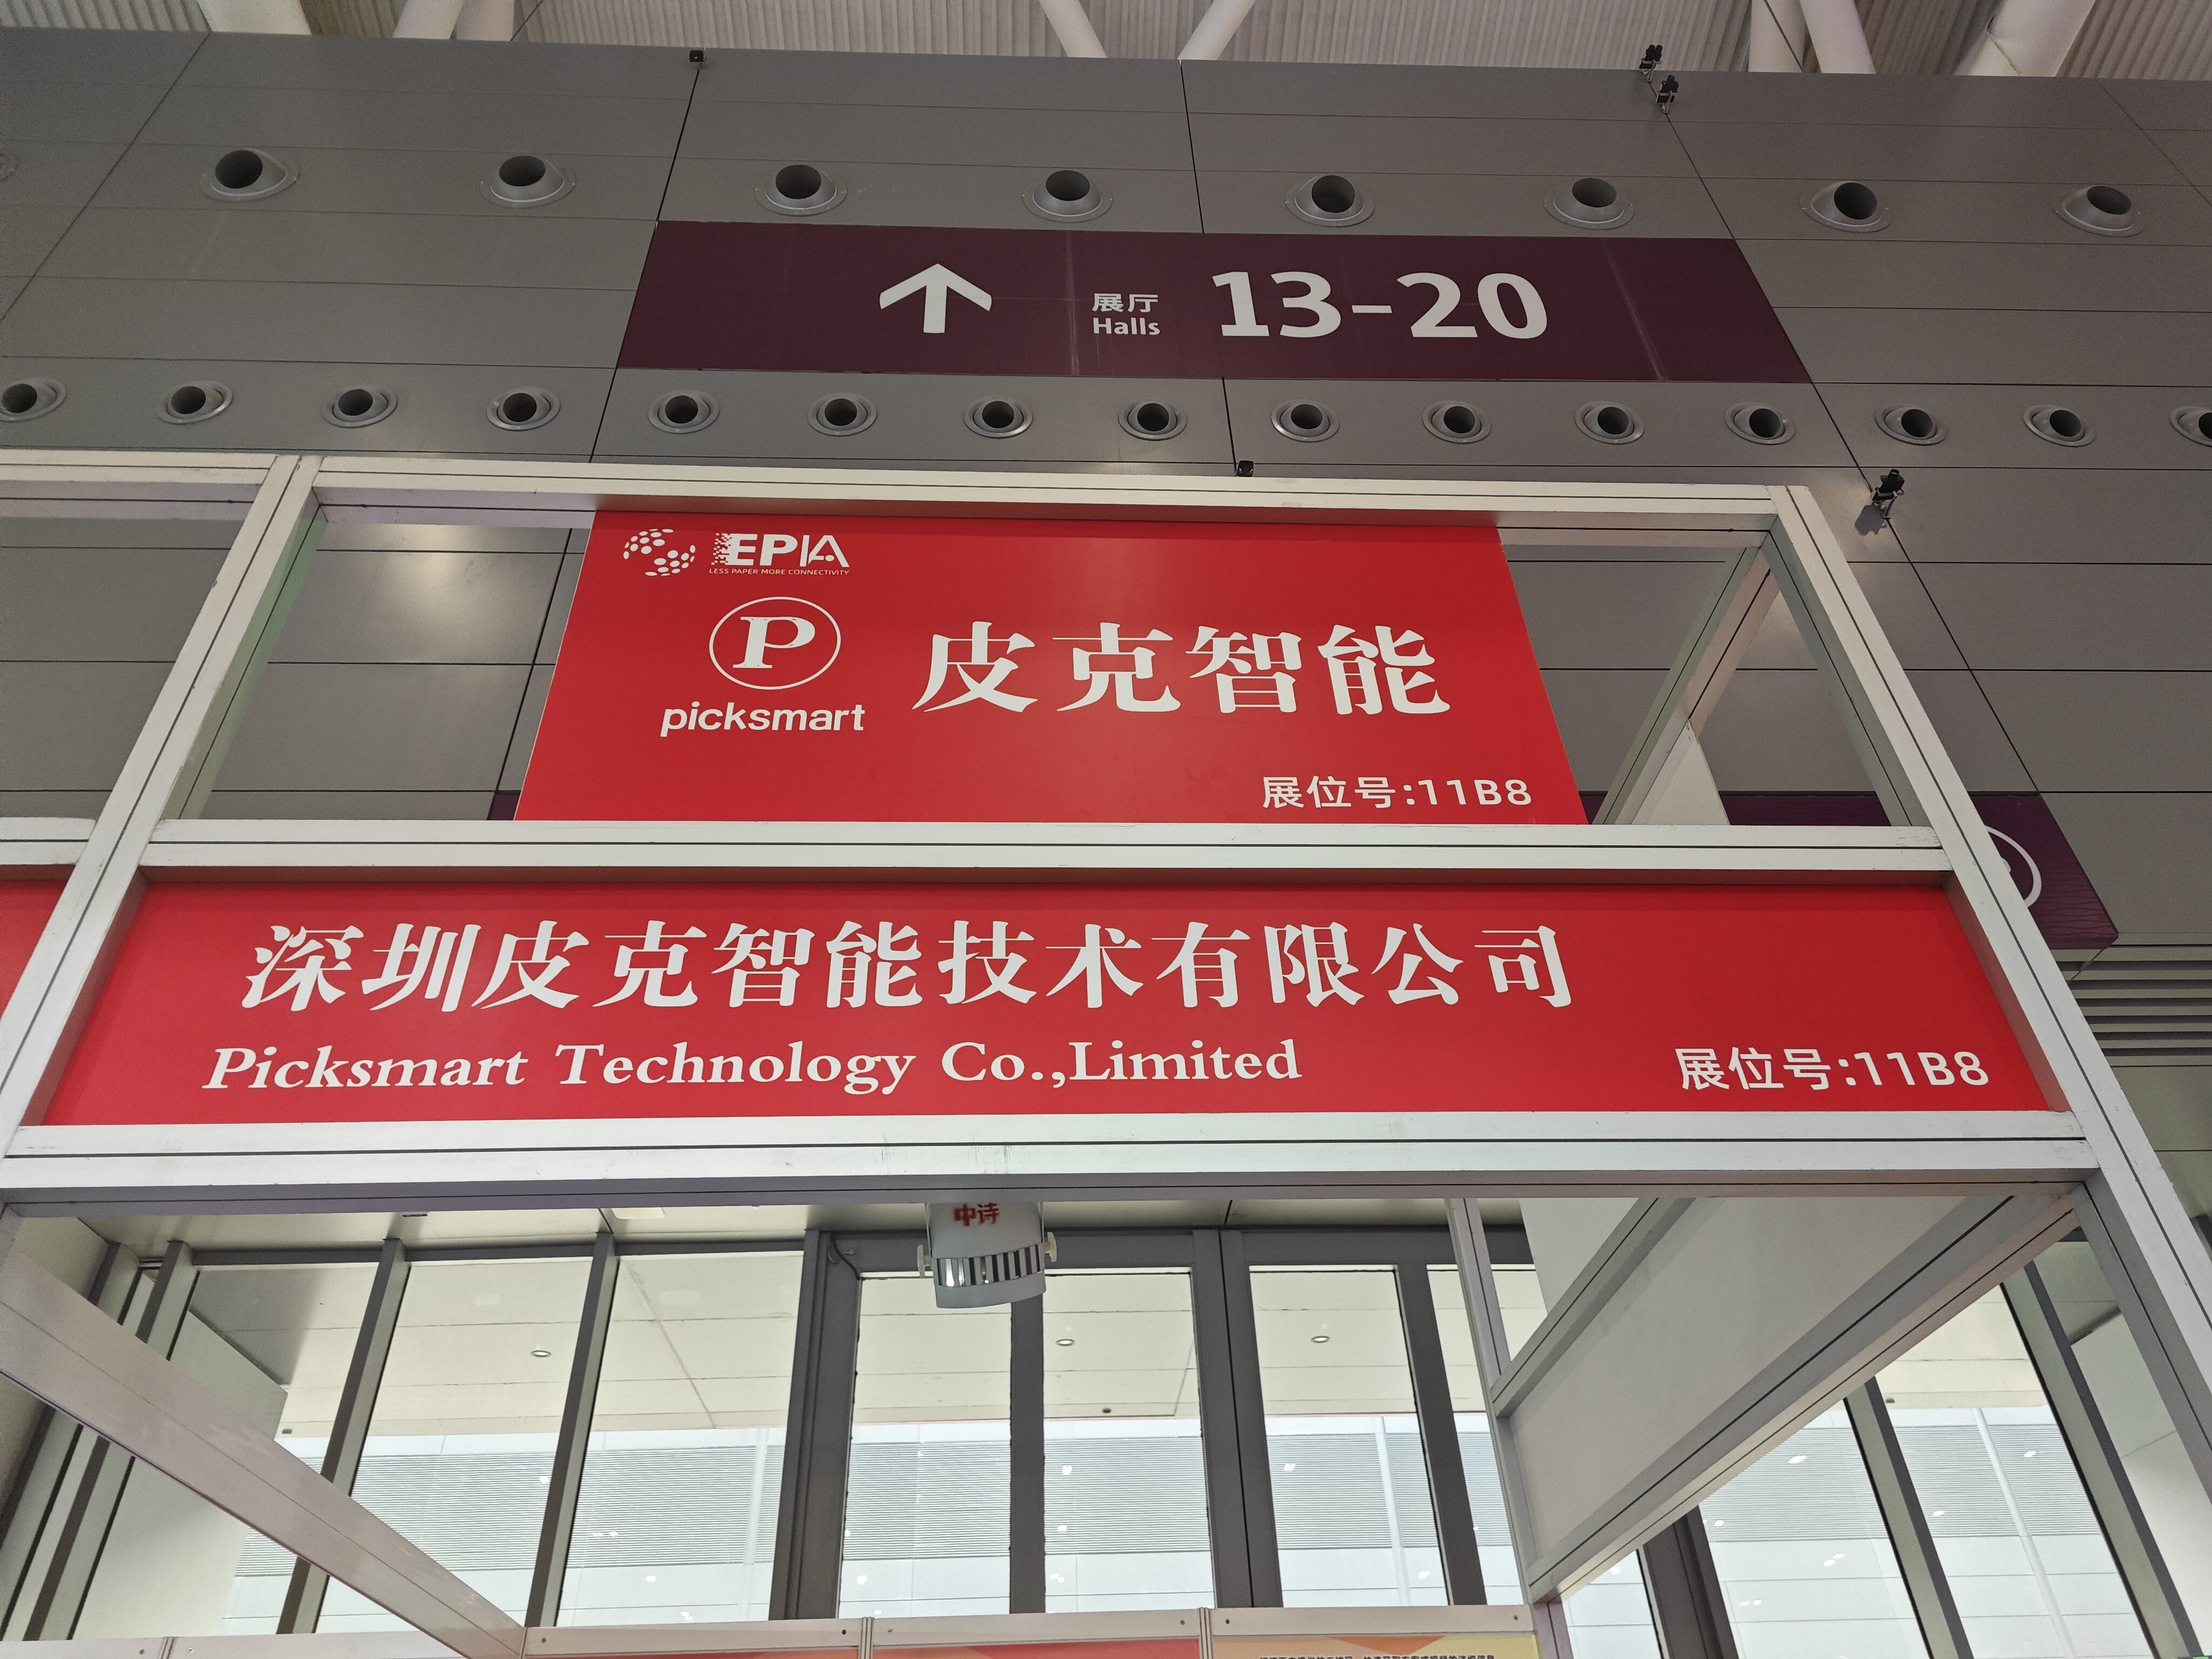 展厅
Halls
13-20
EPIA
LESS PAPER MORE CONNECTIVITY
P
picksmart
皮克智能
展位号:11B8
深圳皮克智能技术有限公司
Picksmart Technology Co.,Limited
展位号:11B8
中诗